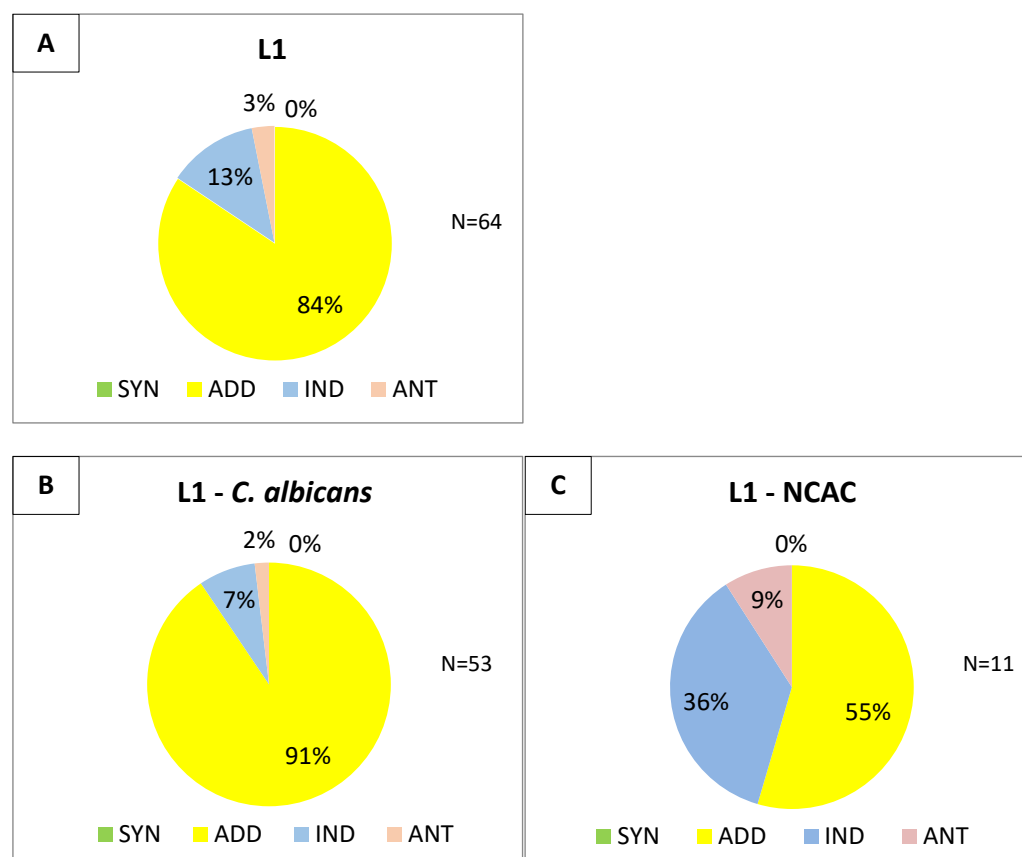 A
L1
3% 0%
13%
N=64
84%
SYN ADD IND ANT
B
L1 - C. albicans
2% 0%
7%
N=53
91%
SYN ADD IND ANT
C
L1 - NCAC
0%
9%
N=11
36%
55%
SYN ADD IND ANT